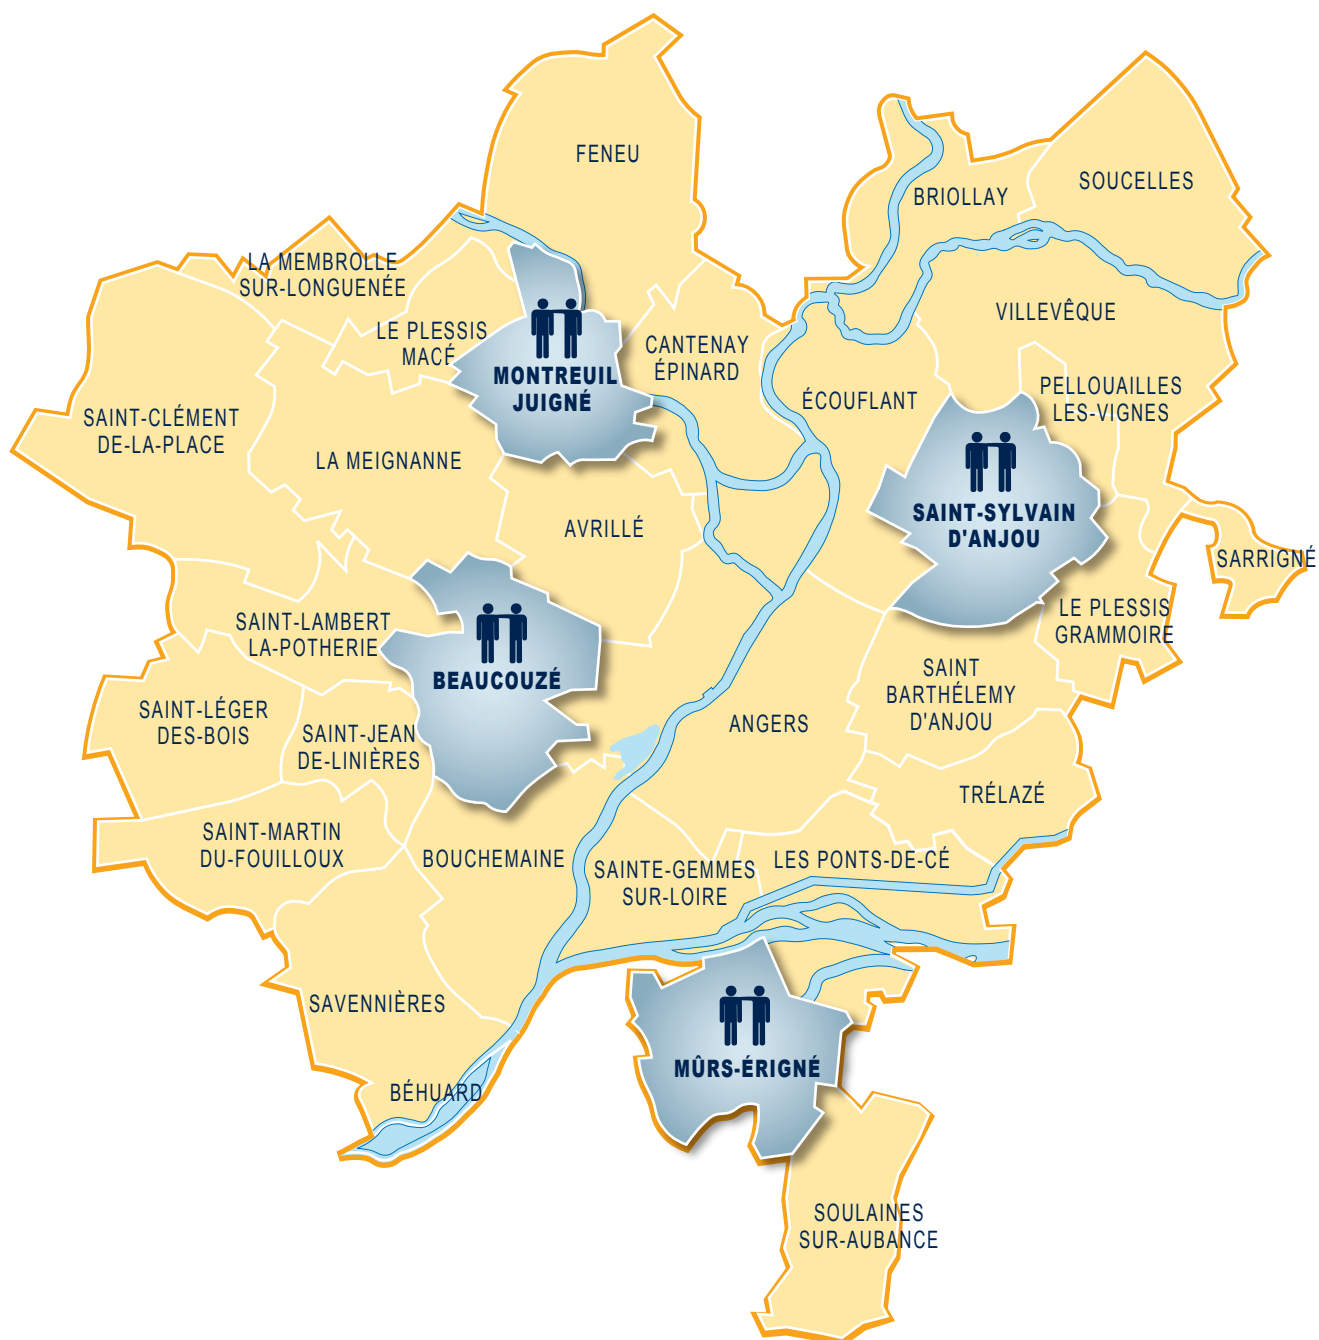 FENEU
SOUCELLES
BRIOLLAY
LA MEMBROLLE
SUR-LONGUENÉE
LE PLESSIS
MACÉ
MONTREUIL
JUIGNÉ
CANTENAY
ÉPINARD
VILLEVÊQUE
ÉCOUFLANT
PELLOUAILLES
LES-VIGNES
SAINT-CLÉMENT
DE-LA-PLACE
LA MEIGNANNE
AVRILLÉ
SAINT-SYLVAIN
D'ANJOU
SARRIGNÉ
SAINT-LAMBERT
LA-POTHERIE
LE PLESSIS
GRAMMOIRE
BEAUCOUZÉ
SAINT
BARTHÉLEMY
D'ANJOU
SAINT-LÉGER
DES-BOIS
SAINT-JEAN
DE-LINIÈRES
ANGERS
TRÉLAZÉ
SAINT-MARTIN
DU-FOUILLOUX
BOUCHEMAINE
SAINTE-GEMMES
SUR-LOIRE
LES PONTS-DE-CÉ
SAVENNIÈRES
MÛRS-ÉRIGNÉ
BÉHUARD
SOULAINES
SUR-AUBANCE